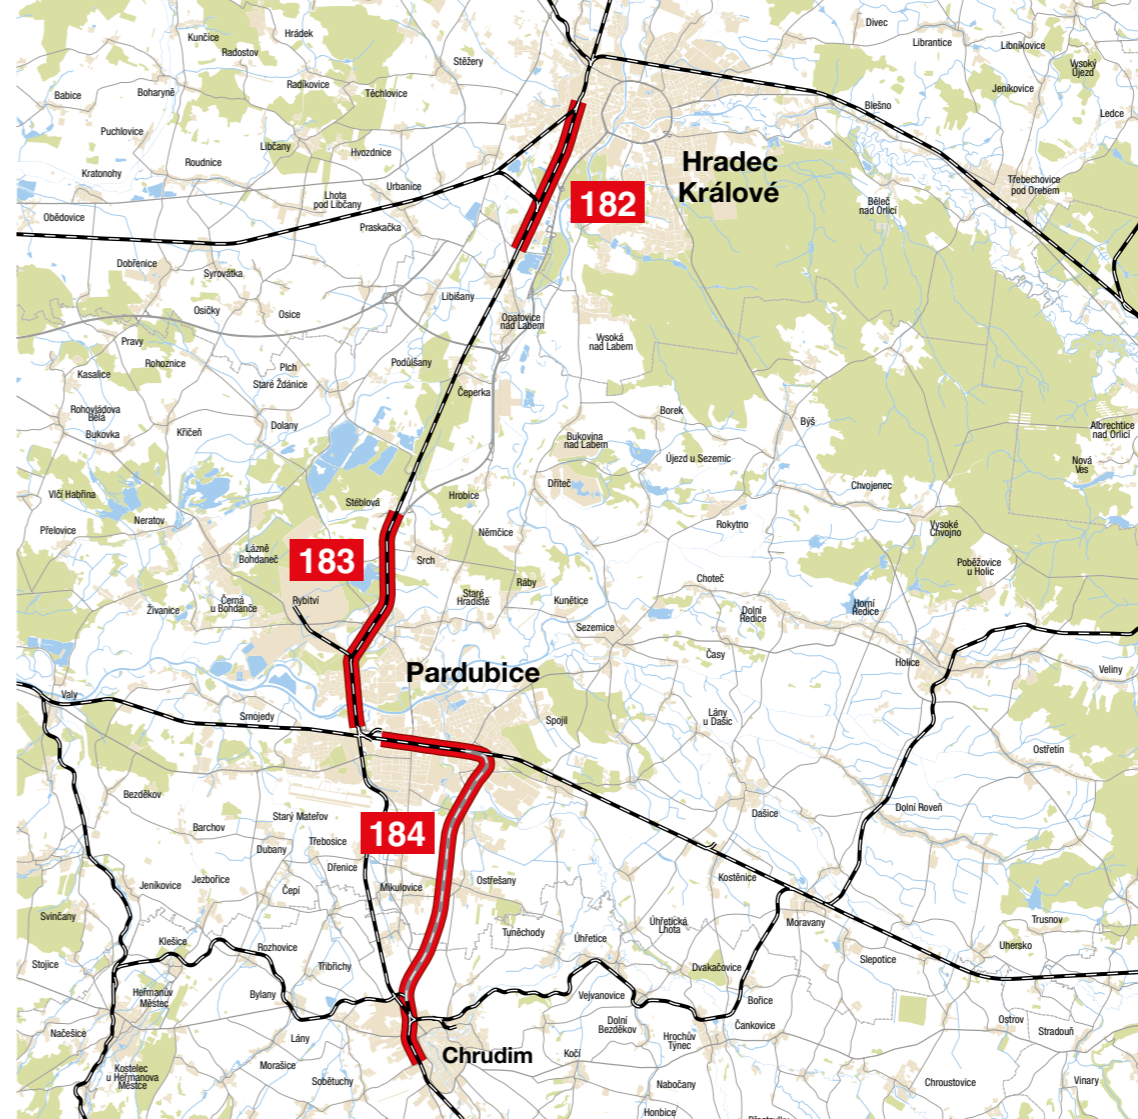 Divec
Kunčice
Hrádek
Librantice
Libníkovice
Radostov
Stěžery
Vysoký
Újezd
Radíkovice
Jeníkovice
Babice
Boharyně
Těchlovice
Blešno
Ledce
Puchlovice
Libčany
Hvozdnice
Roudnice
Hradec
Králové
Kratonohy
Urbanice
Třebechovice
pod Orebem
Lhota
pod Libčany
182
Běleč
nad Orlicí
Obědovice
Praskačka
Dobřenice
Syrovátka
Libišany
Osičky
Osice
Opatovice
nad Labem
Pravy
Vysoká
nad Labem
Rohoznice
Plch
Podůlšany
Kasalice
Staré Ždánice
Čeperka
Rohovládova
Bělá
Borek
Býš
Bukovka
Křičeň
Dolany
Albrechtice
nad Orlicí
Bukovina
nad Labem
Újezd u Sezemic
Nová
Ves
Dříteč
Chvojenec
Vlčí Habřina
Stéblová
Hrobice
Neratov
Přelovice
Rokytno
Vysoké
Chvojno
Němčice
Lázně
Bohdaneč
183
Srch
Poběžovice
u Holic
Ráby
Choteč
Staré
Hradiště
Černá
u Bohdanče
Rybitví
Kunětice
Živanice
Dolní
Ředice
Horní
Ředice
Sezemice
Časy
Holice
Pardubice
Veliny
Valy
Srnojedy
Spojil
Lány
u Dašic
Ostřetín
Bezděkov
Dolní Roveň
Starý Mateřov
Dašice
Barchov
184
Třebosice
Dubany
Dřenice
Kostěnice
Jezbořice
Jeníkovice
Čepí
Mikulovice
Ostřešany
Svinčany
Úhřetická
Lhota
Moravany
Trusnov
Tuněchody
Úhřetice
Klešice
Rozhovice
Uhersko
Slepotice
Stojice
Třibřichy
Dvakačovice
Heřmanův
Městec
Bylany
Vejvanovice
Bořice
Dolní
Bezděkov
Čankovice
Ostrov
Stradouň
Načešice
Lány
Hrochův
Týnec
Chrudim
Kočí
Morašice
Kostelec
u Heřmanova
Městce
Sobětuchy
Nabočany
Chroustovice
Vinary
Honbice